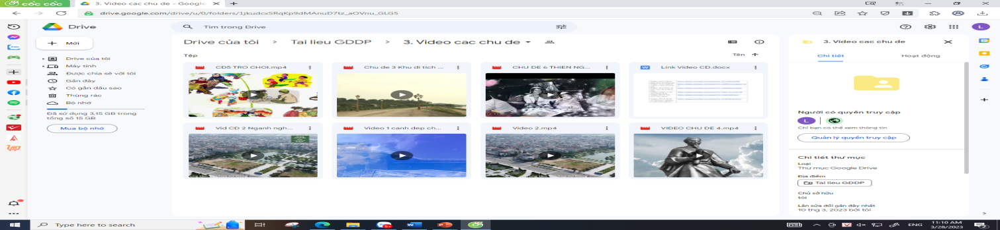 cốc cốc
3. Video cac chu de - Google
drive.google.com/drive/u/0/folders/1jkudcxSRqKp9dMAnuD7tz_aOVnu_GLG5
Drive
Tìm trong Drive
L
Mới
Drive của tôi > Tai lieu GDDP > 3. Video cac chu de
Tệp
Tên
Drive của tôi
Máy tính
Được chia sẻ với tôi
Gần đây
Có gắn dấu sao
Thùng rác
Bộ nhớ
Đã sử dụng 3,15 GB trong
tổng số 15 GB
Mua bộ nhớ
CD5 TRO CHOI.mp4
Chu de 3 Khu di tich ...
CHU DE 6 THIEN NG...
Link Video CD.docx
Vid CD 2 Nganh ngh...
Video 1 canh dep ch...
Video 2.mp4
VIDEO CHU DE 4.mp4
3. Video cac chu de
Chi tiết
Hoạt động
Người có quyền truy cập
L
Chỉ bạn có thể xem thông tin
Quản lý quyền truy cập
Chi tiết thư mục
Loại
Thư mục Google Drive
Địa điểm
Tai lieu GDDP
Chủ sở hữu
tôi
Lần sửa đổi gần đây nhất
10 thg 3, 2023 bởi tôi
Type here to search
ENG
11:10 AM
3/28/2023